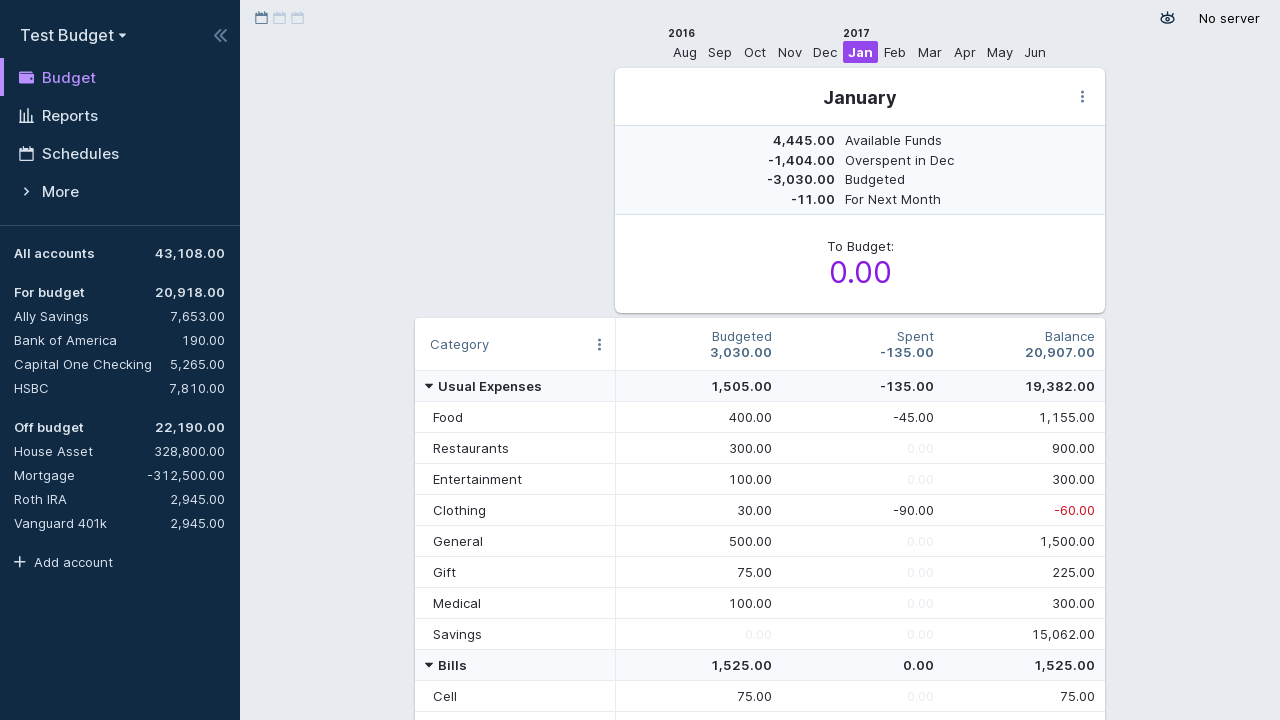 Test Budget
Budget
Reports
Schedules
More
All accounts 43,108.00
For budget 20,918.00
Ally Savings 7,653.00
Bank of America 190.00
Capital One Checking 5,265.00
HSBC 7,810.00
Off budget 22,190.00
House Asset 328,800.00
Mortgage -312,500.00
Roth IRA 2,945.00
Vanguard 401k 2,945.00
Add account
No server
2016 2017
Aug Sep Oct Nov Dec Jan Feb Mar Apr May Jun
January
4,445.00 Available Funds
-1,404.00 Overspent in Dec
-3,030.00 Budgeted
-11.00 For Next Month
To Budget:
0.00
Category
Budgeted Spent Balance
3,030.00 -135.00 20,907.00
Usual Expenses 1,505.00 -135.00 19,382.00
Food 400.00 -45.00 1,155.00
Restaurants 300.00 0.00 900.00
Entertainment 100.00 0.00 300.00
Clothing 30.00 -90.00 -60.00
General 500.00 0.00 1,500.00
Gift 75.00 0.00 225.00
Medical 100.00 0.00 300.00
Savings 0.00 0.00 15,062.00
Bills 1,525.00 0.00 1,525.00
Cell 75.00 0.00 75.00